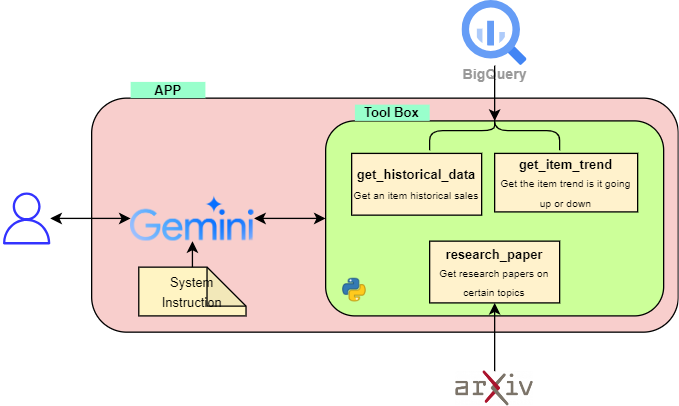 BigQuery
APP
Tool Box
get_historical_data
Get an item historical sales
get_item_trend
Get the item trend is it going
up or down
Gemini
research_paper
Get research papers on
certain topics
System
Instruction
arXiv